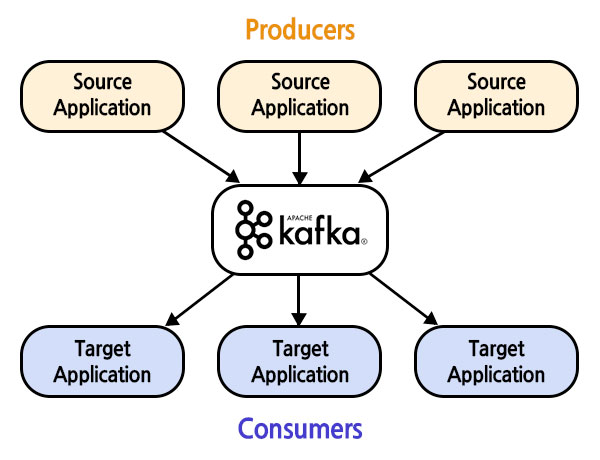 Producers
Source
Application
Source
Application
Source
Application
APACHE
kafka®
Target
Application
Target
Application
Target
Application
Consumers